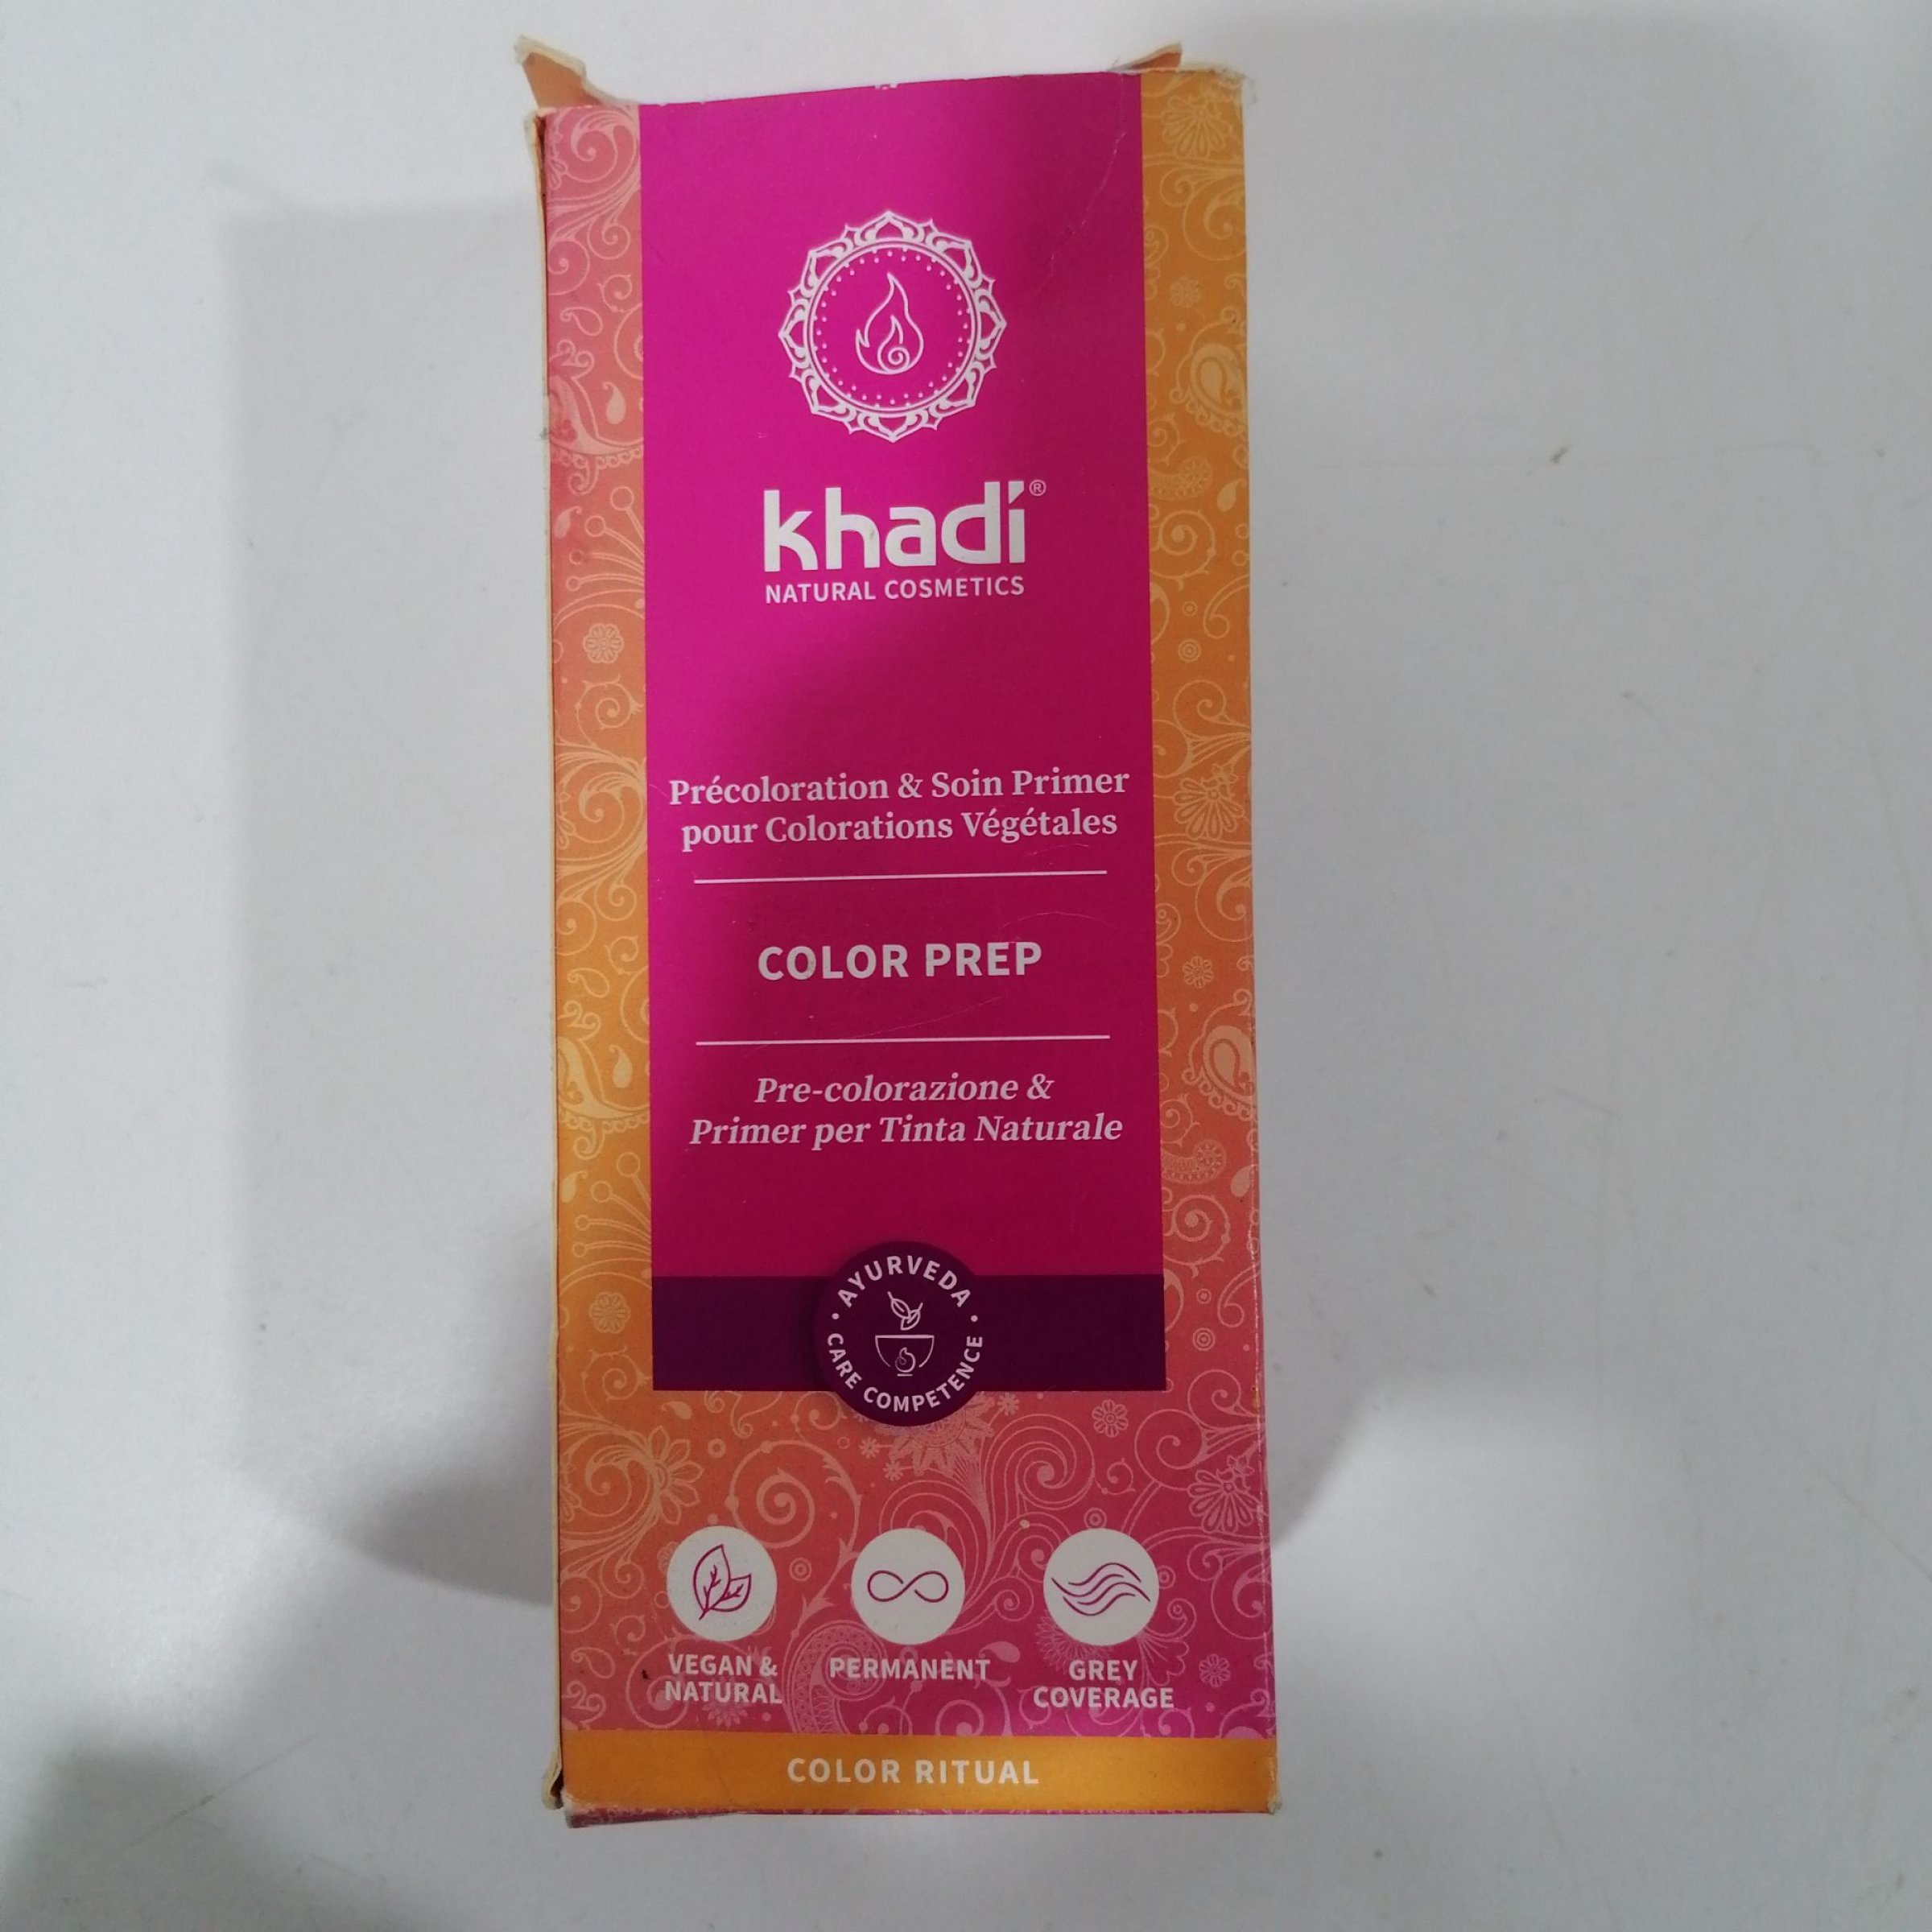 khadí®
NATURAL COSMETICS
Précoloration & Soin Primer
pour Colorations Végétales
COLOR PREP
Pre-colorazione &
Primer per Tinta Naturale
AYURVEDA
CARE COMPETENCE
VEGAN &
NATURAL
PERMANENT
GREY
COVERAGE
COLOR RITUAL